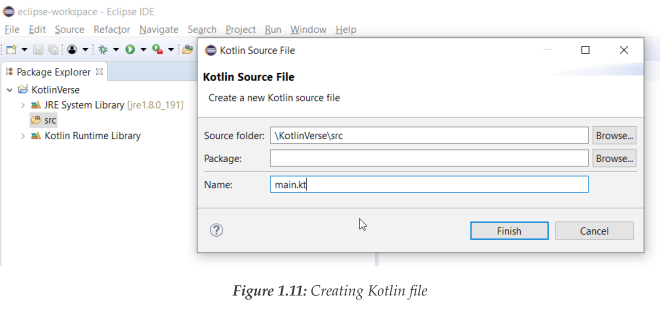 eclipse-workspace - Eclipse IDE
File Edit Source Refactor Navigate Search Project Run Window Help
Package Explorer
KotlinVerse
JRE System Library [jre1.8.0_191]
src
Kotlin Runtime Library
Kotlin Source File
Kotlin Source File
Create a new Kotlin source file
Source folder: \KotlinVerse\src Browse...
Package: Browse...
Name: main.kt
? Finish Cancel
Figure 1.11: Creating Kotlin file